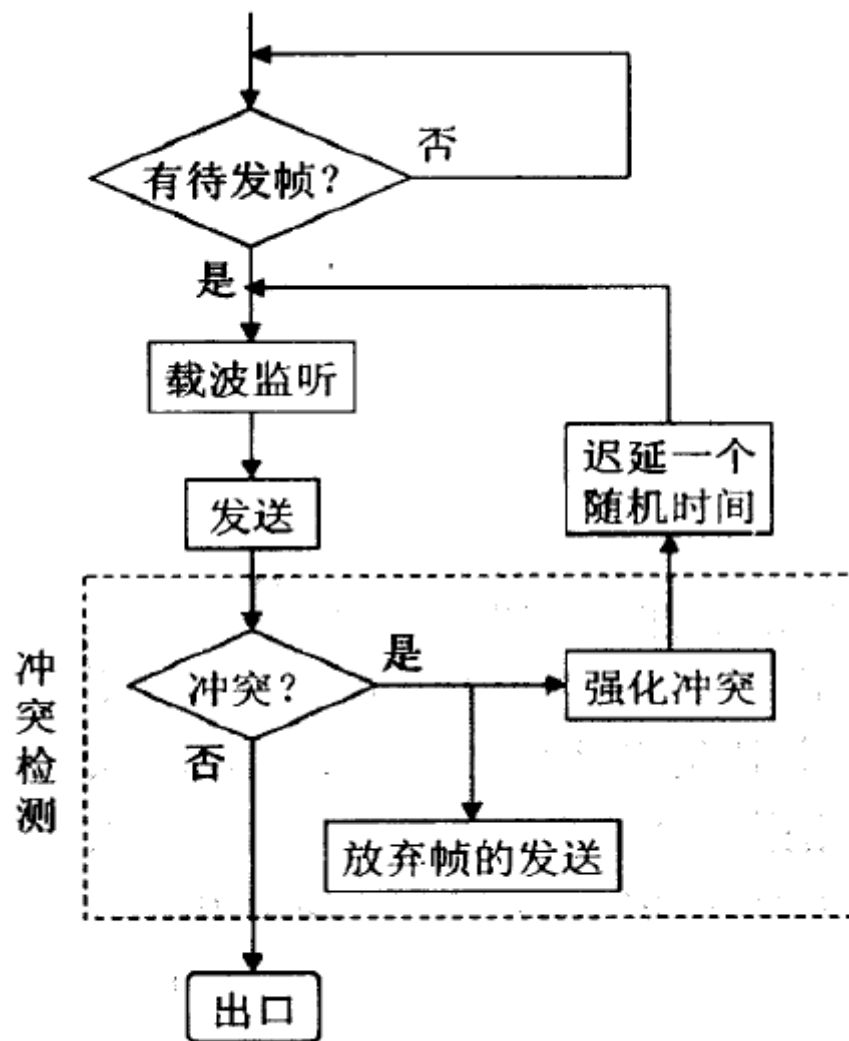 有待发帧?
否
是
载波监听
发送
迟延一个
随机时间
冲突检测
冲突?
是
强化冲突
否
放弃帧的发送
出口